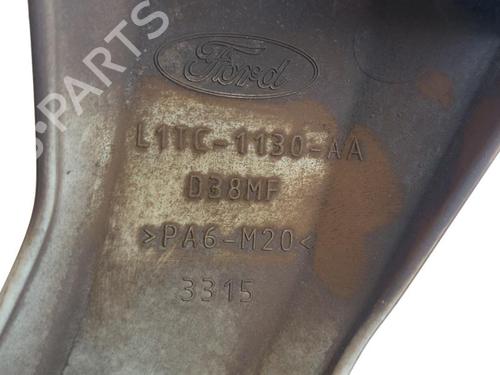 B-PARTS
Ford
L1TC-1130-AA
D38MF
>PA6-M20<
3315